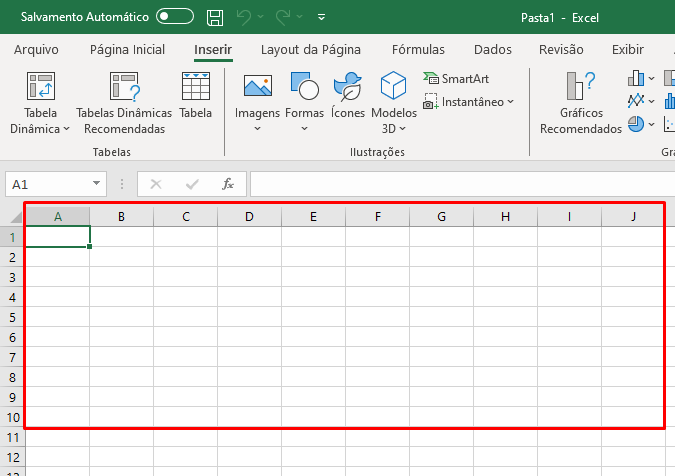 Salvamento Automático
Pasta1 - Excel
Arquivo Página Inicial Inserir Layout da Página Fórmulas Dados Revisão Exibir
Tabela Dinâmica
Tabelas Dinâmicas Recomendadas
Tabela
Tabelas
Imagens
Formas
Ícones
Modelos 3D
SmartArt
Instantâneo
Ilustrações
Gráficos Recomendados
A1
fx
A B C D E F G H I J
1
2
3
4
5
6
7
8
9
10
11
12